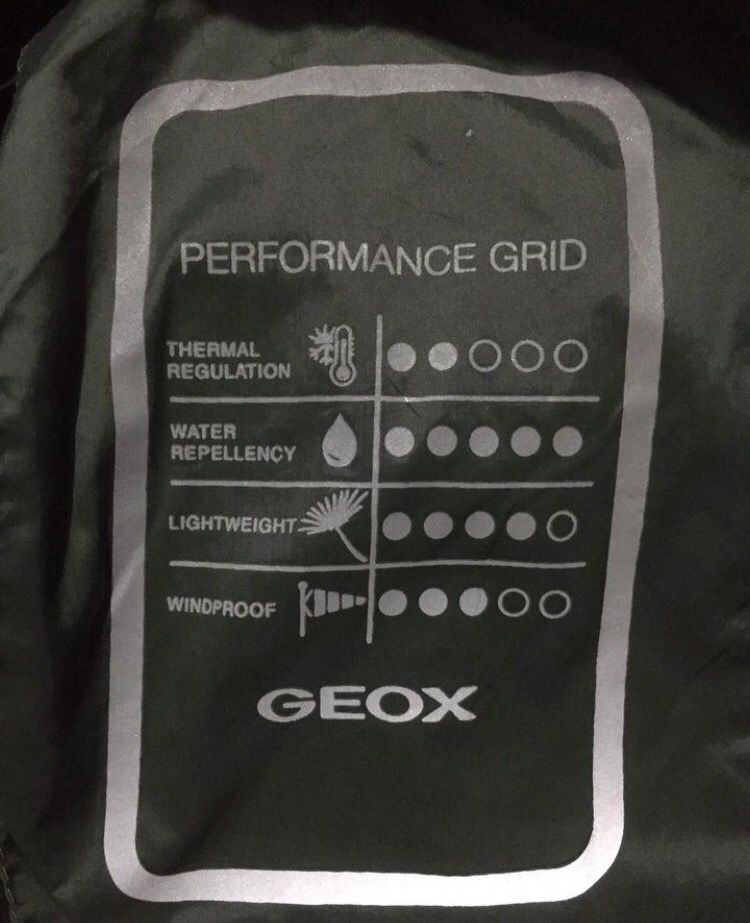 PERFORMANCE GRID
THERMAL
REGULATION
WATER
REPELLENCY
LIGHTWEIGHT
WINDPROOF
GEOX